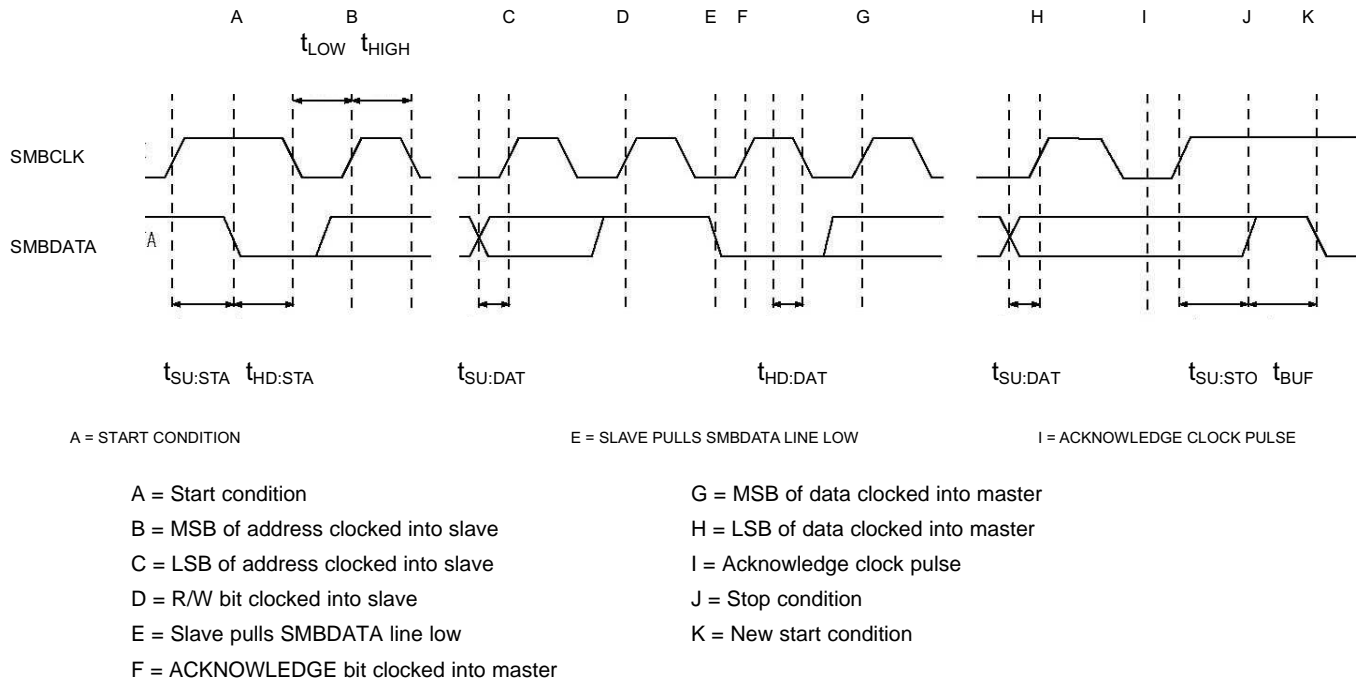 A B C D E F G H I J K
tLOW tHIGH
SMBCLK
SMBDATA A
tSU:STA tHD:STA tSU:DAT tHD:DAT tSU:DAT tSU:STO tBUF
A = START CONDITION E = SLAVE PULLS SMBDATA LINE LOW I = ACKNOWLEDGE CLOCK PULSE
A = Start condition
B = MSB of address clocked into slave
C = LSB of address clocked into slave
D = R/W bit clocked into slave
E = Slave pulls SMBDATA line low
F = ACKNOWLEDGE bit clocked into master
G = MSB of data clocked into master
H = LSB of data clocked into master
I = Acknowledge clock pulse
J = Stop condition
K = New start condition